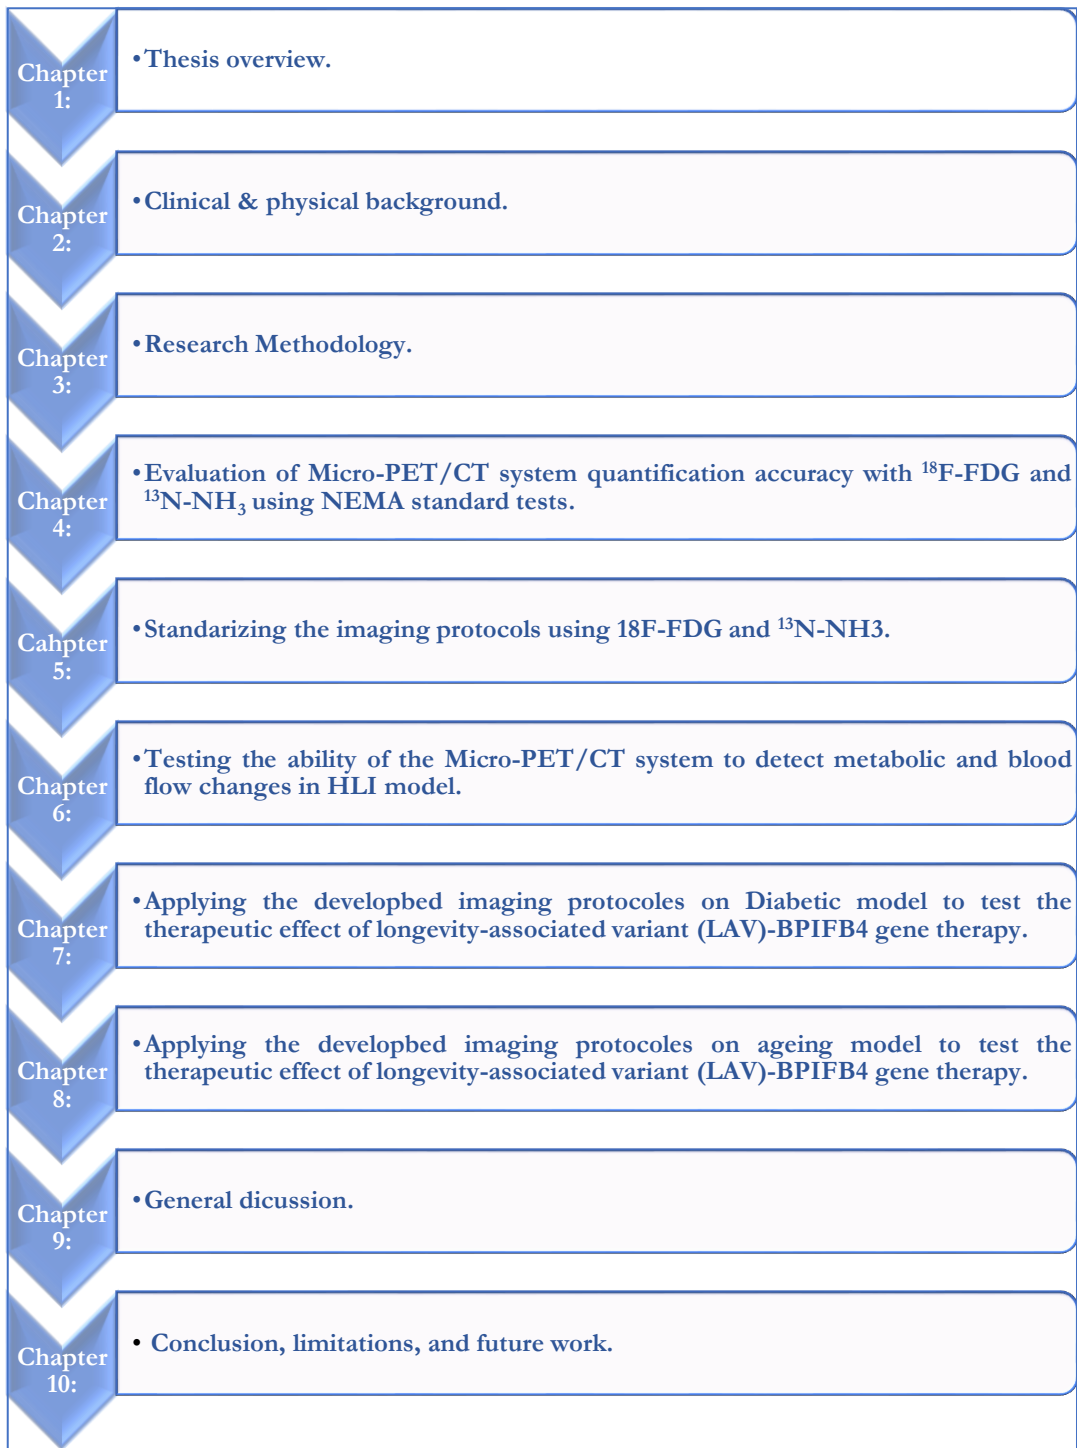 Chapter
1:
•Thesis overview.
Chapter
2:
•Clinical & physical background.
Chapter
3:
•Research Methodology.
Chapter
4:
•Evaluation of Micro-PET/CT system quantification accuracy with ¹⁸F-FDG and
¹³N-NH₃ using NEMA standard tests.
Cahpter
5:
•Standarizing the imaging protocols using 18F-FDG and ¹³N-NH3.
Chapter
6:
•Testing the ability of the Micro-PET/CT system to detect metabolic and blood
flow changes in HLI model.
Chapter
7:
•Applying the developbed imaging protocoles on Diabetic model to test the
therapeutic effect of longevity-associated variant (LAV)-BPIFB4 gene therapy.
Chapter
8:
•Applying the developbed imaging protocoles on ageing model to test the
therapeutic effect of longevity-associated variant (LAV)-BPIFB4 gene therapy.
Chapter
9:
•General dicussion.
Chapter
10:
• Conclusion, limitations, and future work.